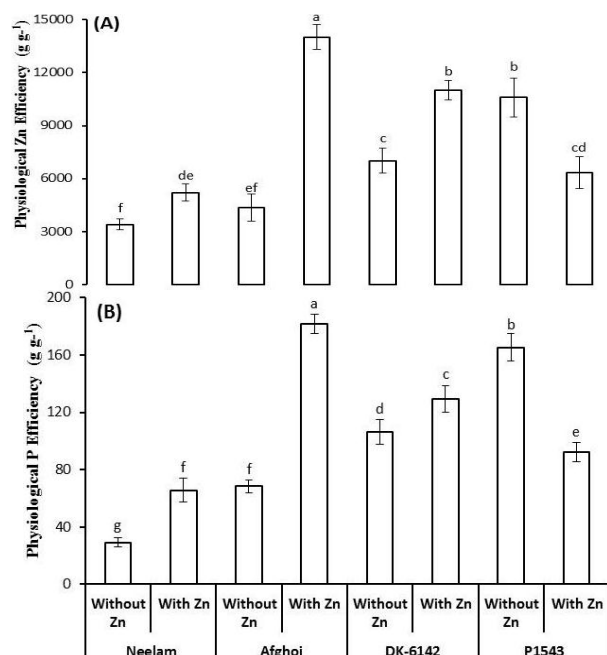 (A)
Physiological Zn Efficiency (g g-1)
15000
12000
9000
6000
3000
0
f
de
ef
a
c
b
b
cd
(B)
Physiological P Efficiency (g g-1)
200
160
120
80
40
0
g
f
f
a
d
c
b
e
Without Zn
With Zn
Without Zn
With Zn
Without Zn
With Zn
Without Zn
With Zn
Neelam
Afghoi
DK-6142
P1543